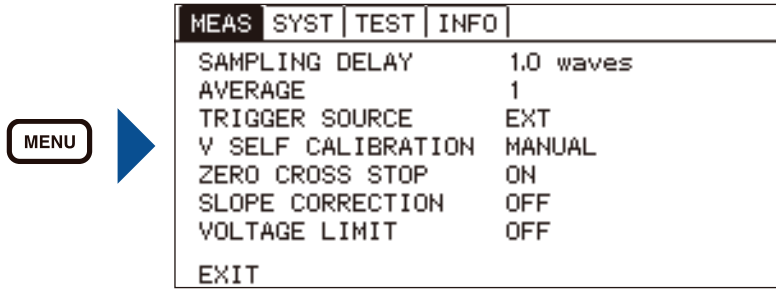 MENU
MEAS SYST TEST INFO
SAMPLING DELAY 1.0 waves
AVERAGE 1
TRIGGER SOURCE EXT
V SELF CALIBRATION MANUAL
ZERO CROSS STOP ON
SLOPE CORRECTION OFF
VOLTAGE LIMIT OFF
EXIT